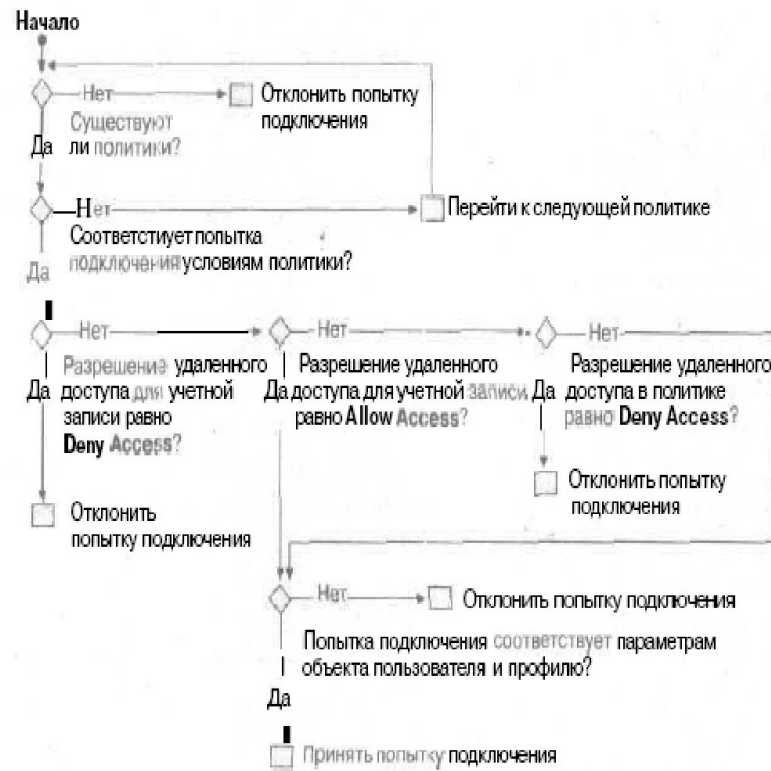 Начало
Нет
Отклонить попытку
подключения
Существуют
ли политики?
Да
Нет
Перейти к следующей политике
Соответстиует попытка
подключения условиям политики?
Да
Нет
Разрешение удаленного
доступа для учетной
записи равно
Deny Access?
Да
Отклонить
попытку подключения
Нет
Разрешение удаленного
доступа для учетной записи
равно Allow Access?
Да
Нет
Разрешение удаленного
доступа в политике
равно Deny Access?
Да
Отклонить попытку
подключения
Нет
Отклонить попытку подключения
Попытка подключения соответствует параметрам
объекта пользователя и профилю?
Да
Принять попытку подключения